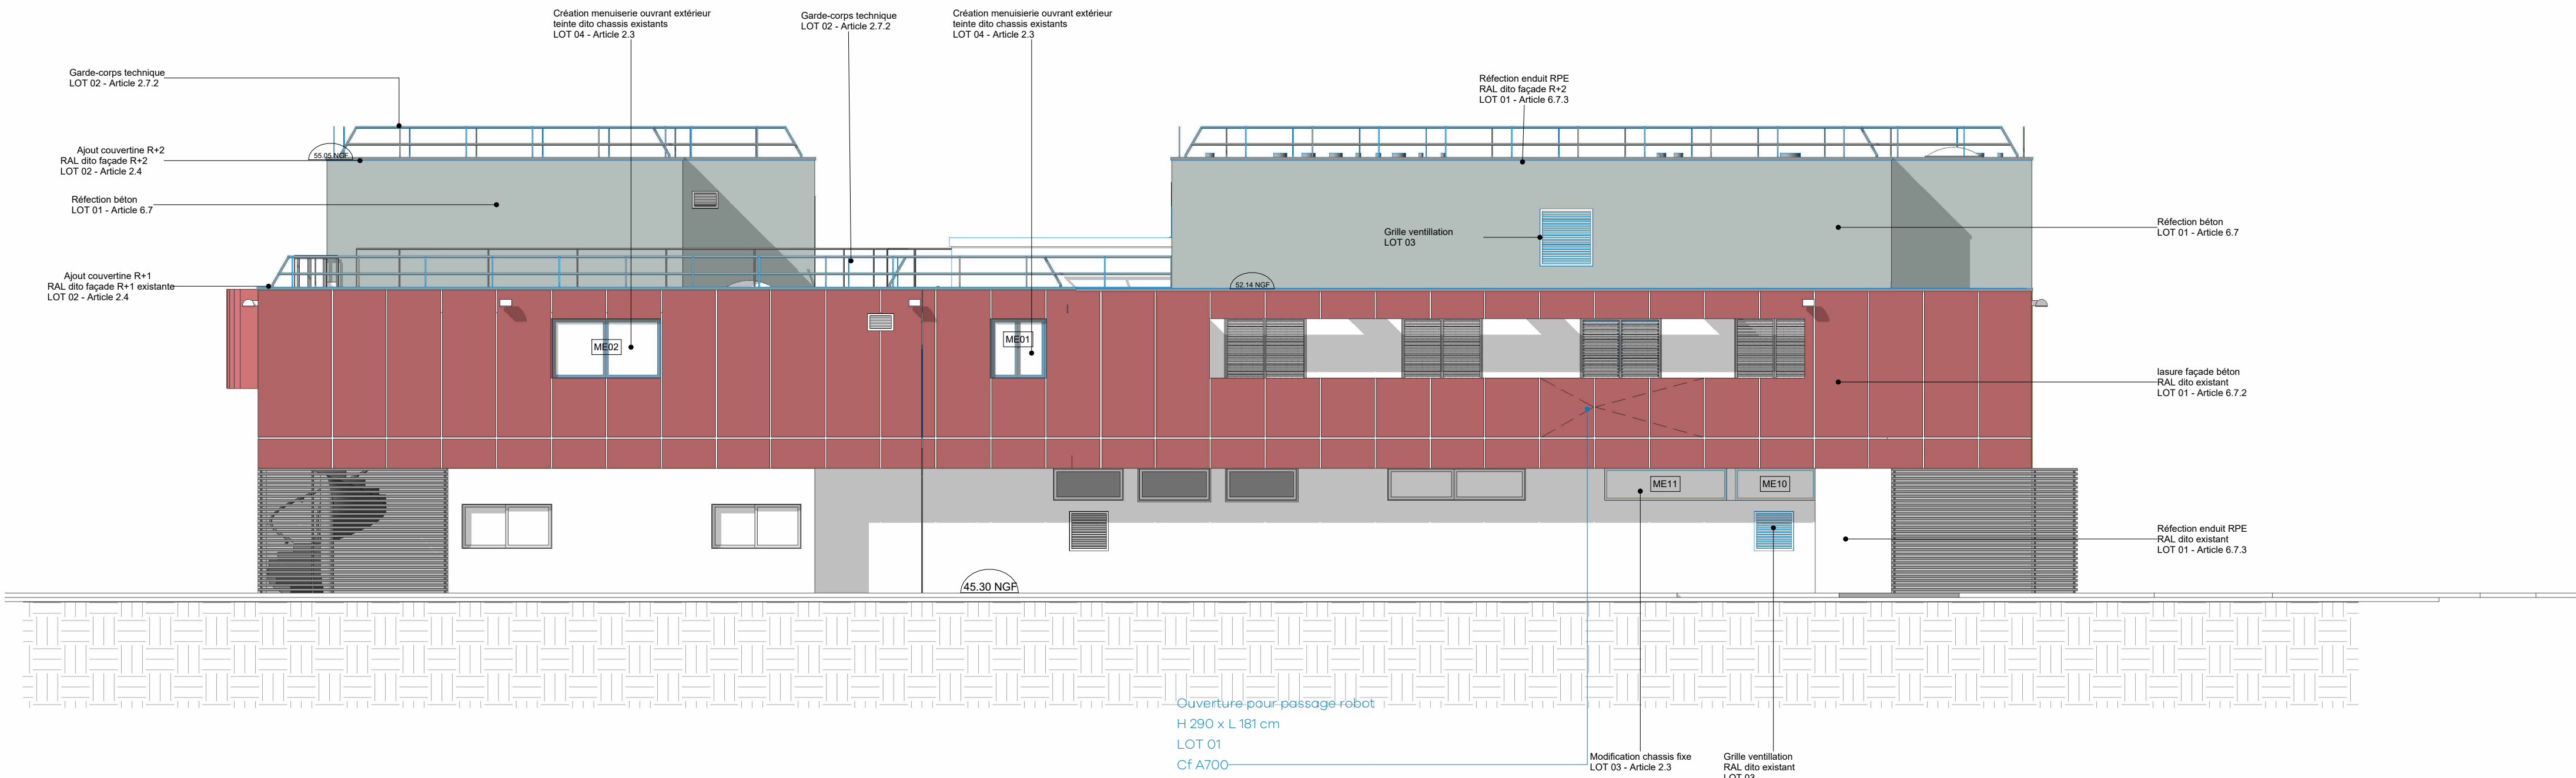 Création menuiserie ouvrant extérieur
teinte dito chassis existants
LOT 04 - Article 2.3
Garde-corps technique
LOT 02 - Article 2.7.2
Création menuisierie ouvrant extérieur
teinte dito chassis existants
LOT 04 - Article 2.3
Garde-corps technique
LOT 02 - Article 2.7.2
Réfection enduit RPE
RAL dito façade R+2
LOT 01 - Article 6.7.3
Ajout couvertine R+2
RAL dito façade R+2
LOT 02 - Article 2.4
55.05 NGF
Réfection béton
LOT 01 - Article 6.7
Grille ventillation
LOT 03
Réfection béton
LOT 01 - Article 6.7
Ajout couvertine R+1
RAL dito façade R+1 existante
LOT 02 - Article 2.4
52.14 NGF
ME02
ME01
lasure façade béton
RAL dito existant
LOT 01 - Article 6.7.2
ME11
ME10
Réfection enduit RPE
RAL dito existant
LOT 01 - Article 6.7.3
45.30 NGF
Ouverture pour passage robot
H 290 x L 181 cm
LOT 01
Cf A700
Modification chassis fixe
LOT 03 - Article 2.3
Grille ventillation
RAL dito existant
LOT 03